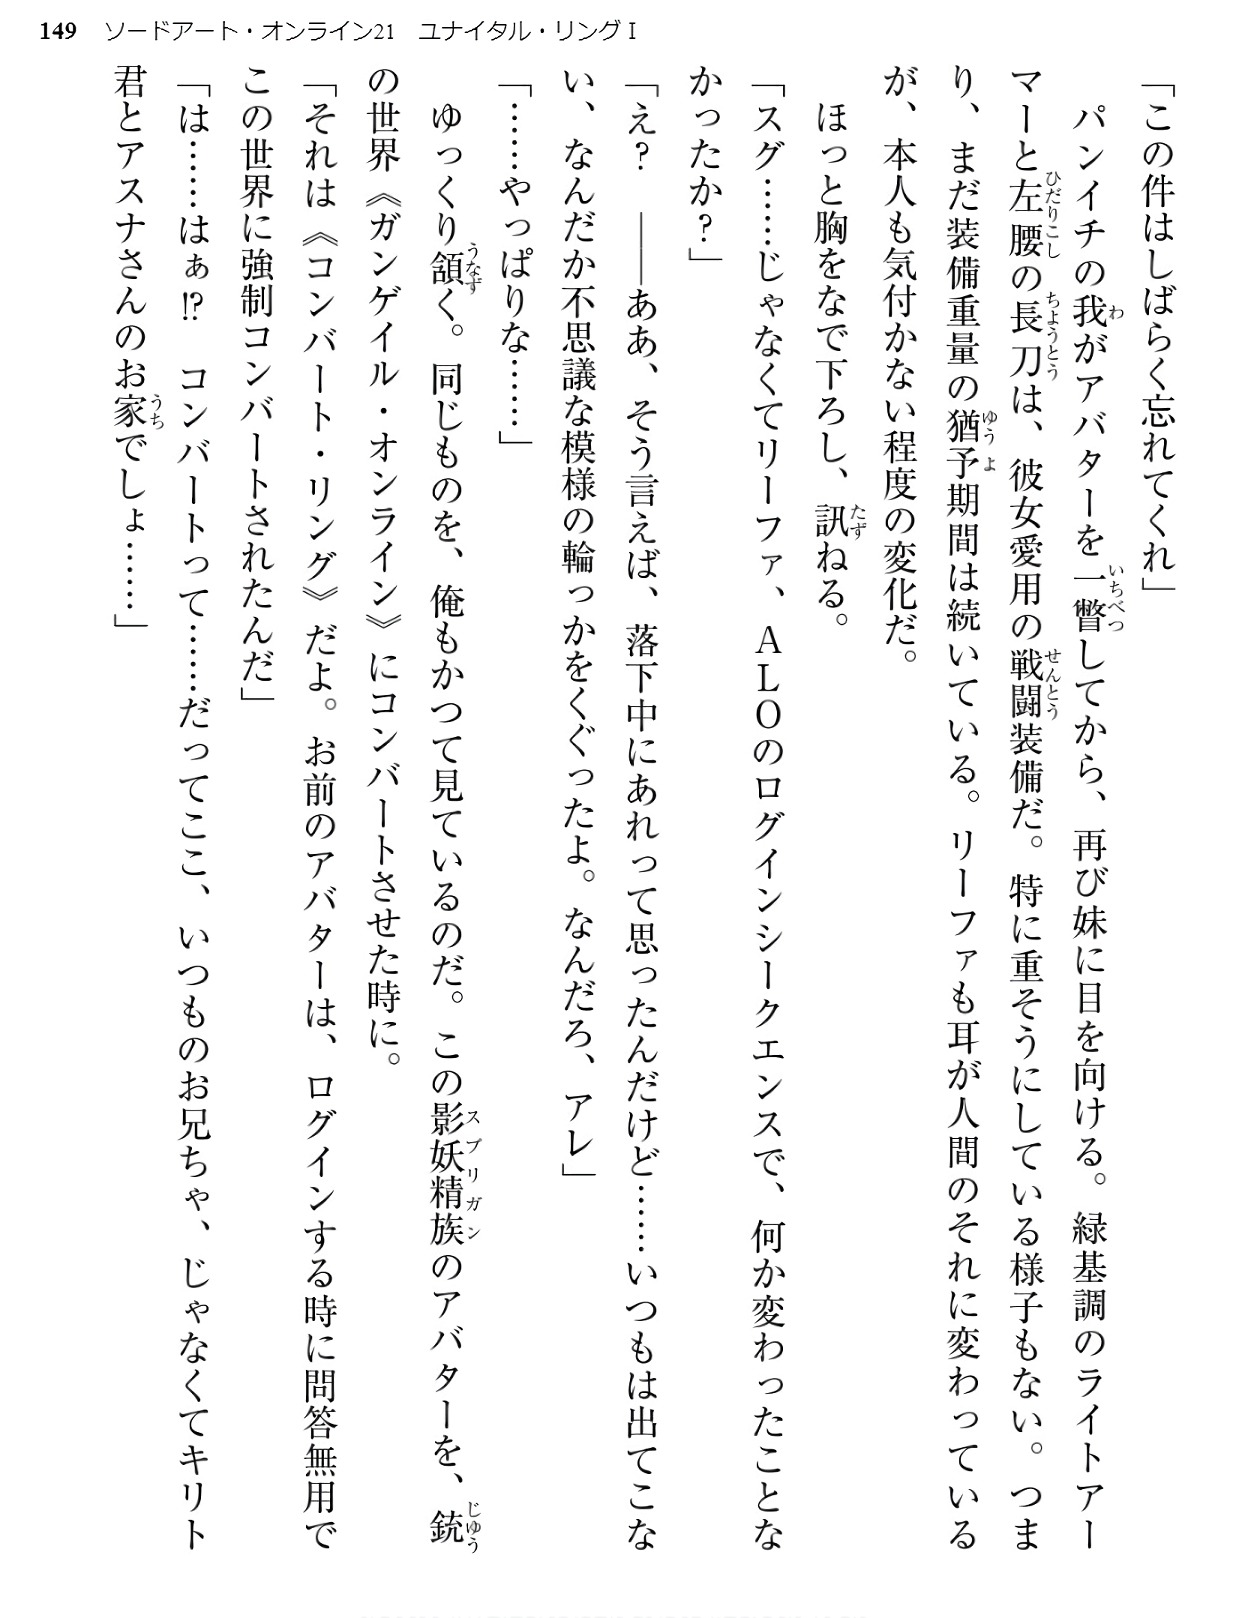 149　ソードアート・オンライン21　ユナイタル・リングⅠ
「この件はしばらく忘れてくれ」
　パンイチの我がアバターを一瞥してから、再び妹に目を向ける。緑基調のライトアー
マーと左腰の長刀は、彼女愛用の戦闘装備だ。特に重そうにしている様子もない。つま
り、まだ装備重量の猶予期間は続いている。リーファも耳が人間のそれに変わっている
が、本人も気付かない程度の変化だ。
　ほっと胸をなで下ろし、訊ねる。
「スグ……じゃなくてリーファ、ＡＬＯのログインシークエンスで、何か変わったことな
かったか？」
「え？　――ああ、そう言えば、落下中にあれって思ったんだけど……いつもは出てこな
い、なんだか不思議な模様の輪っかをくぐったよ。なんだろ、アレ」
「……やっぱりな……」
　ゆっくり頷く。同じものを、俺もかつて見ているのだ。この影妖精族のアバターを、銃
の世界《ガンゲイル・オンライン》にコンバートさせた時に。
「それは《コンバート・リング》だよ。お前のアバターは、ログインする時に問答無用で
この世界に強制コンバートされたんだ」
「は……はぁ!?　コンバートって……だってここ、いつものお兄ちゃ、じゃなくてキリト
君とアスナさんのお家でしょ……」